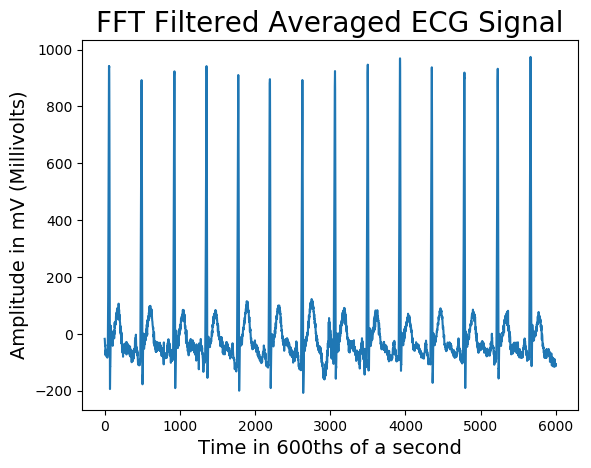 FFT Filtered Averaged ECG Signal
Amplitude in mV (Millivolts)
1000
800
600
400
200
0
−200
0 1000 2000 3000 4000 5000 6000
Time in 600ths of a second